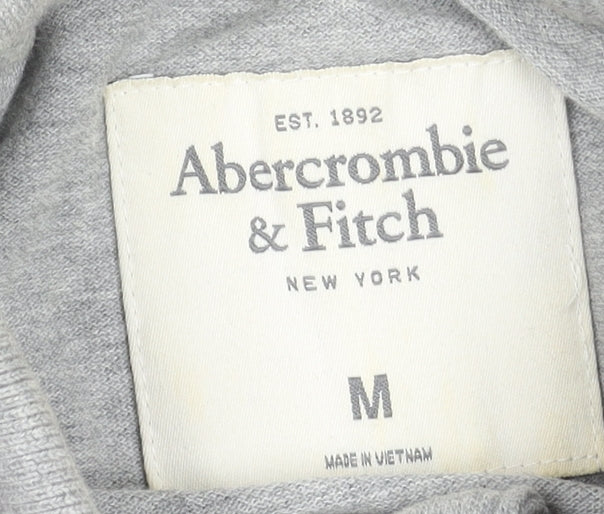 EST. 1892
Abercrombie
& Fitch
NEW YORK
M
MADE IN VIETNAM